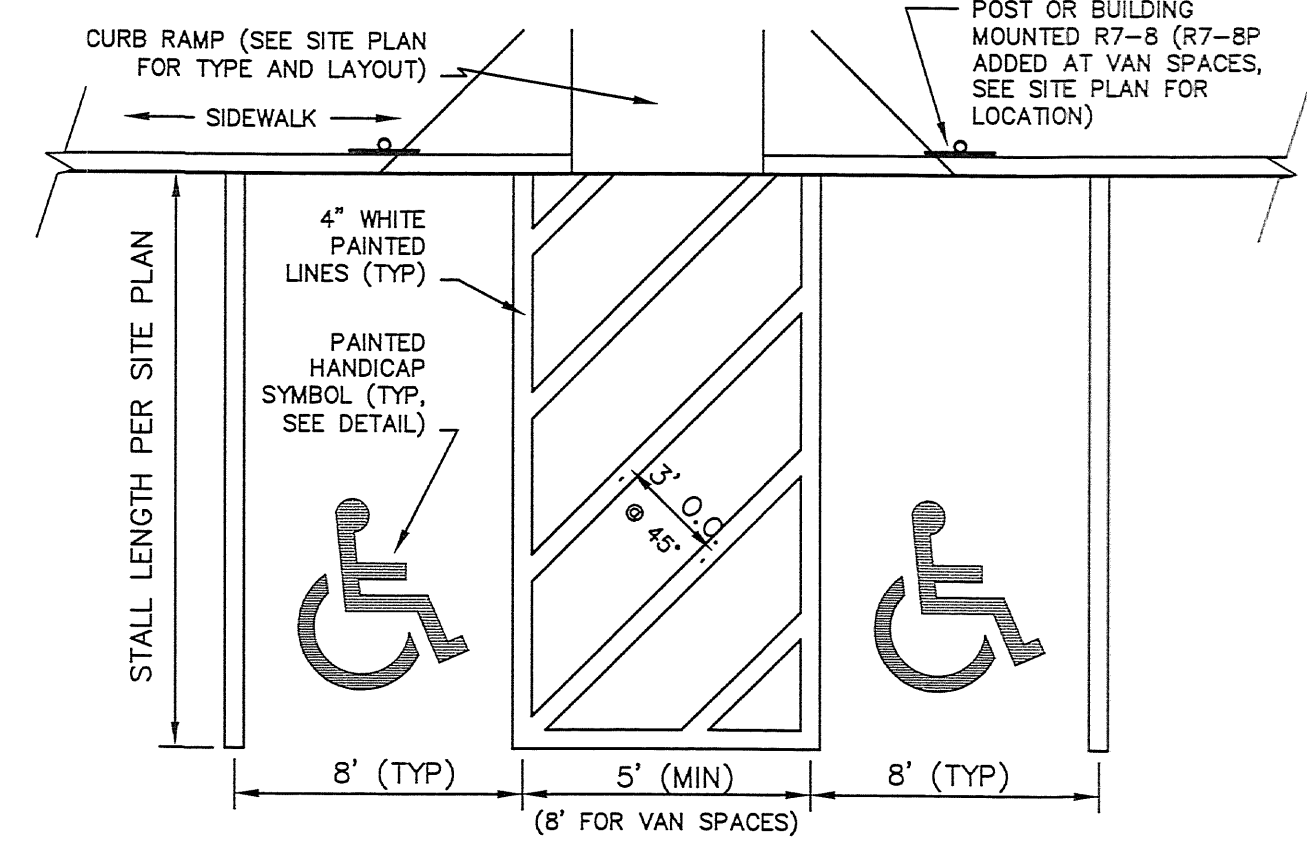 CURB RAMP (SEE SITE PLAN
FOR TYPE AND LAYOUT)
POST OR BUILDING
MOUNTED R7-8 (R7-8P
ADDED AT VAN SPACES,
SEE SITE PLAN FOR
LOCATION)
SIDEWALK
4" WHITE
PAINTED
LINES (TYP)
PAINTED
HANDICAP
SYMBOL (TYP,
SEE DETAIL)
STALL LENGTH PER SITE PLAN
3' O.C.
@ 45°
8' (TYP)
5' (MIN)
8' (TYP)
(8' FOR VAN SPACES)